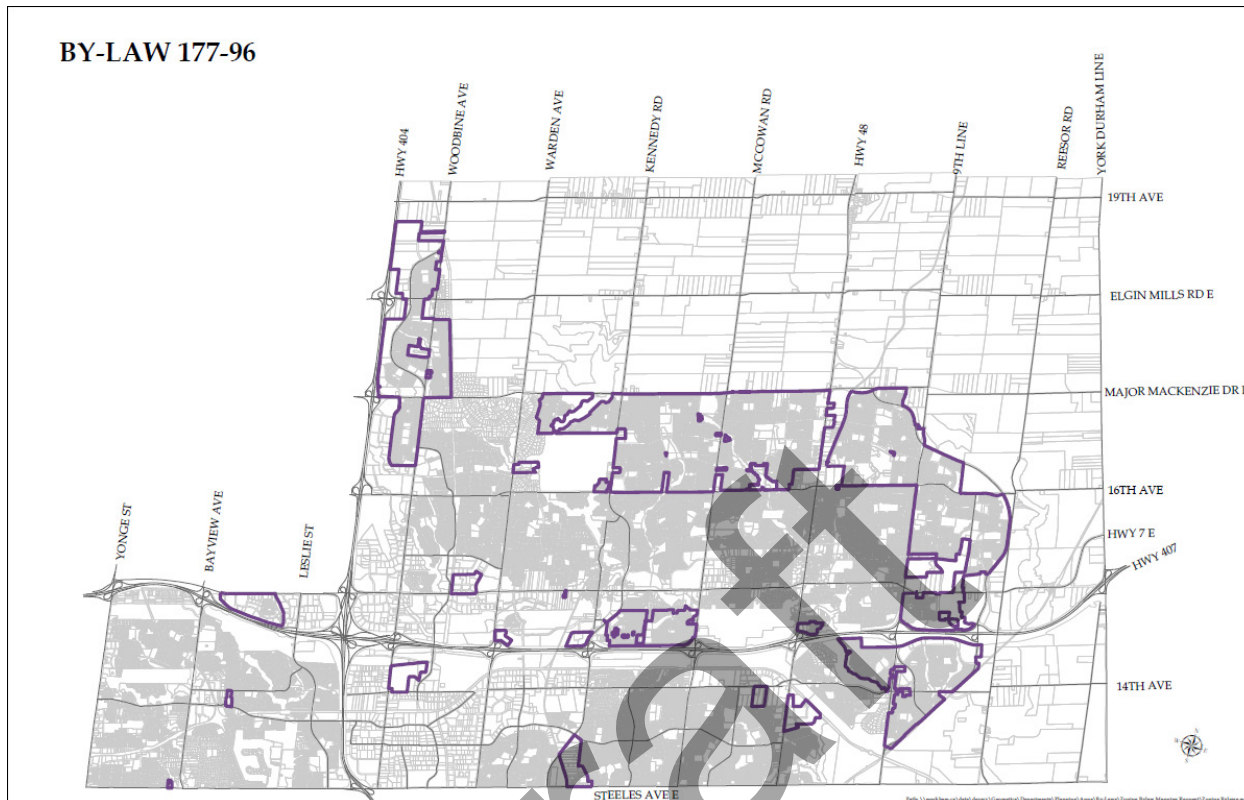 BY-LAW 177-96
HWY 404
WOODBINE AVE
WARDEN AVE
KENNEDY RD
MCCOWAN RD
HWY 48
9TH LINE
REESOR RD
YORK DURHAM LINE
19TH AVE
ELGIN MILLS RD E
MAJOR MACKENZIE DR E
16TH AVE
HWY 7 E
HWY 407
YONGE ST
BAYVIEW AVE
LESLIE ST
14TH AVE
STEELES AVE E